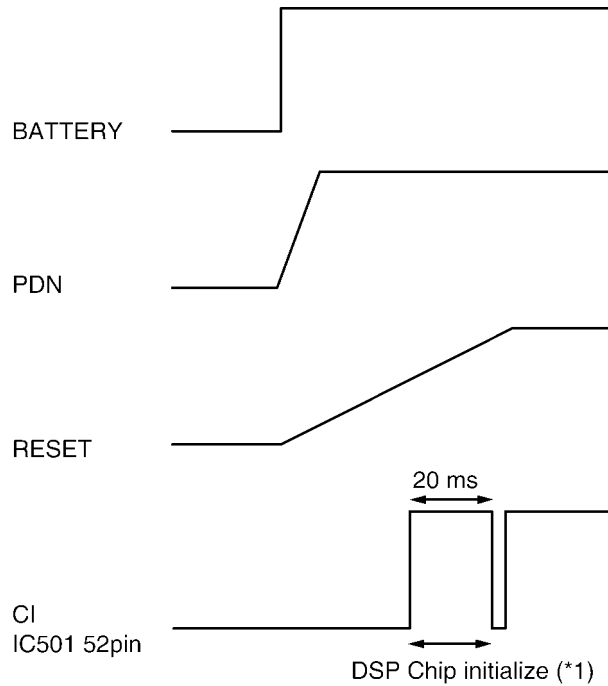 BATTERY
PDN
RESET
20 ms
CI
IC501 52pin
DSP Chip initialize (*1)